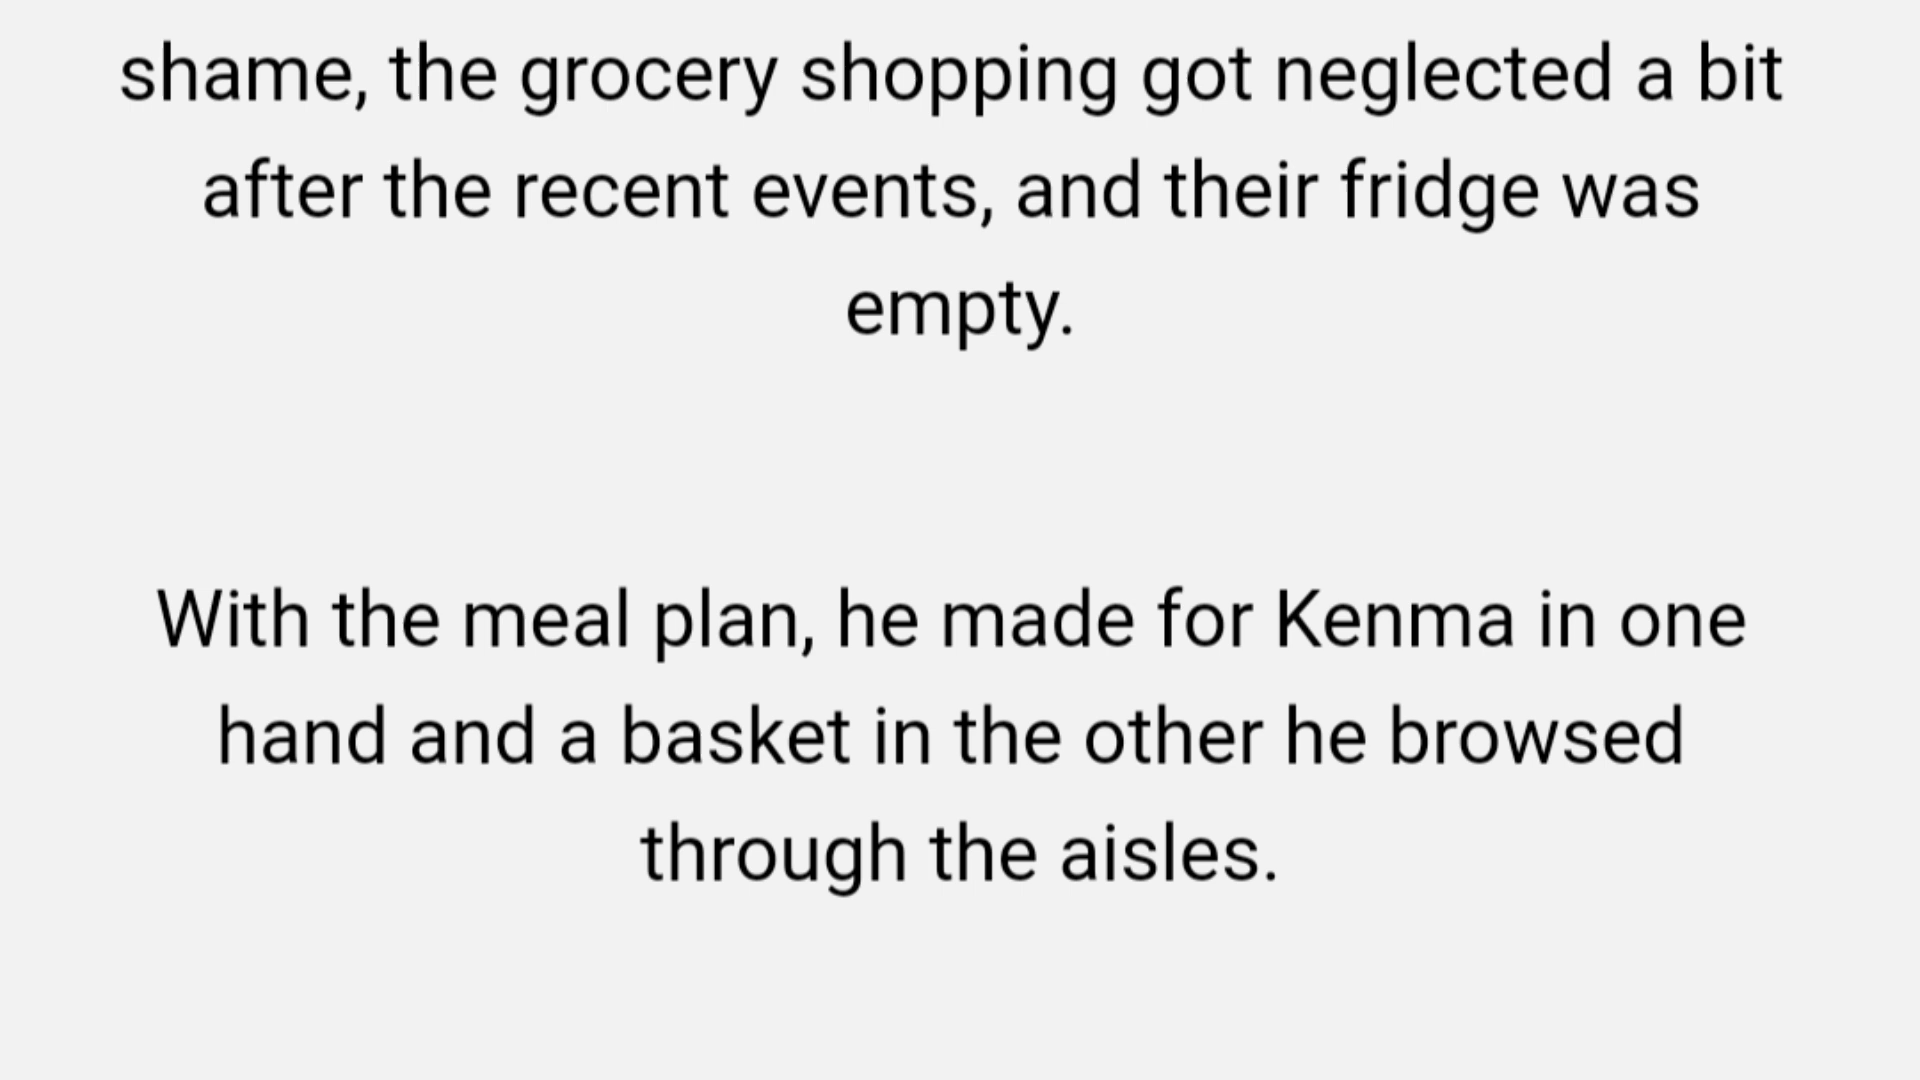 shame, the grocery shopping got neglected a bit
after the recent events, and their fridge was
empty.
With the meal plan, he made for Kenma in one
hand and a basket in the other he browsed
through the aisles.